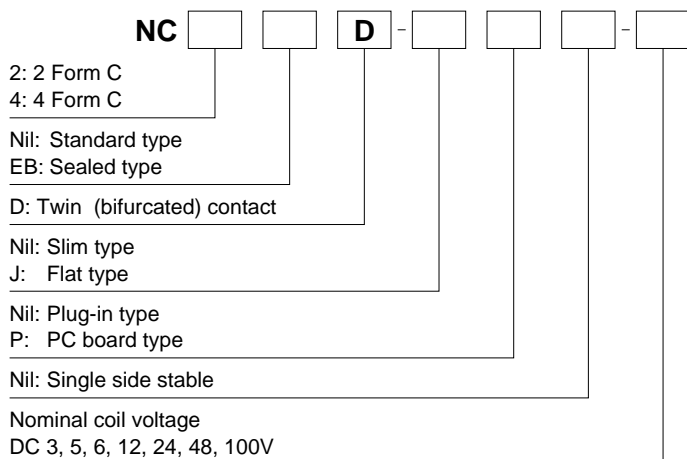 NC D - -
2: 2 Form C
4: 4 Form C
Nil: Standard type
EB: Sealed type
D: Twin (bifurcated) contact
Nil: Slim type
J: Flat type
Nil: Plug-in type
P: PC board type
Nil: Single side stable
Nominal coil voltage
DC 3, 5, 6, 12, 24, 48, 100V